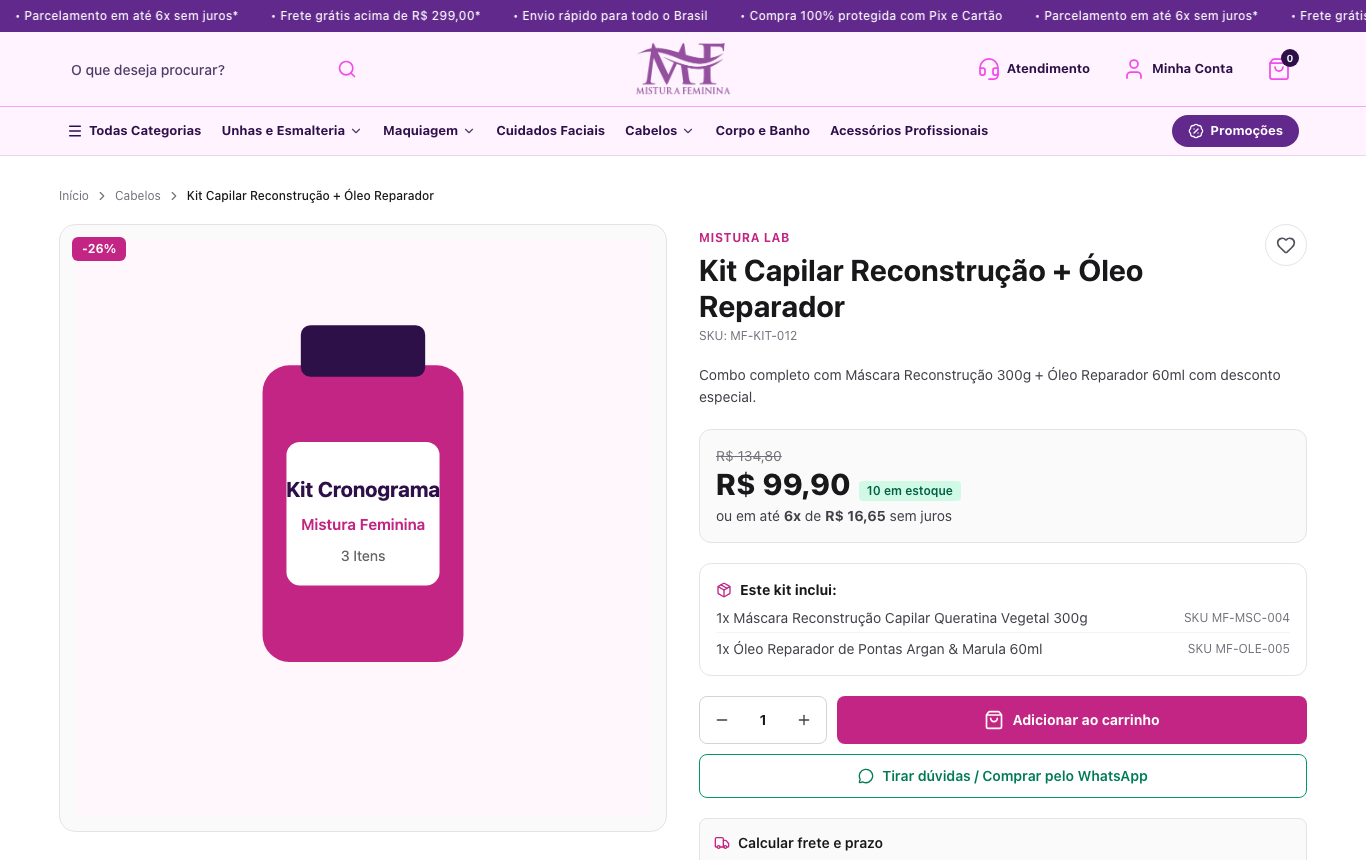 • Parcelamento em até 6x sem juros* • Frete grátis acima de R$ 299,00* • Envio rápido para todo o Brasil • Compra 100% protegida com Pix e Cartão • Parcelamento em até 6x sem juros* • Frete grátis
O que deseja procurar?
MF
MISTURA FEMININA
Atendimento
Minha Conta
0
Todas Categorias
Unhas e Esmalteria
Maquiagem
Cuidados Faciais
Cabelos
Corpo e Banho
Acessórios Profissionais
Promoções
Início > Cabelos > Kit Capilar Reconstrução + Óleo Reparador
-26%
Kit Cronograma
Mistura Feminina
3 Itens
MISTURA LAB
Kit Capilar Reconstrução + Óleo
Reparador
SKU: MF-KIT-012
Combo completo com Máscara Reconstrução 300g + Óleo Reparador 60ml com desconto
especial.
R$ 134,80
R$ 99,90 10 em estoque
ou em até 6x de R$ 16,65 sem juros
Este kit inclui:
1x Máscara Reconstrução Capilar Queratina Vegetal 300g SKU MF-MSC-004
1x Óleo Reparador de Pontas Argan & Marula 60ml SKU MF-OLE-005
1
Adicionar ao carrinho
Tirar dúvidas / Comprar pelo WhatsApp
Calcular frete e prazo